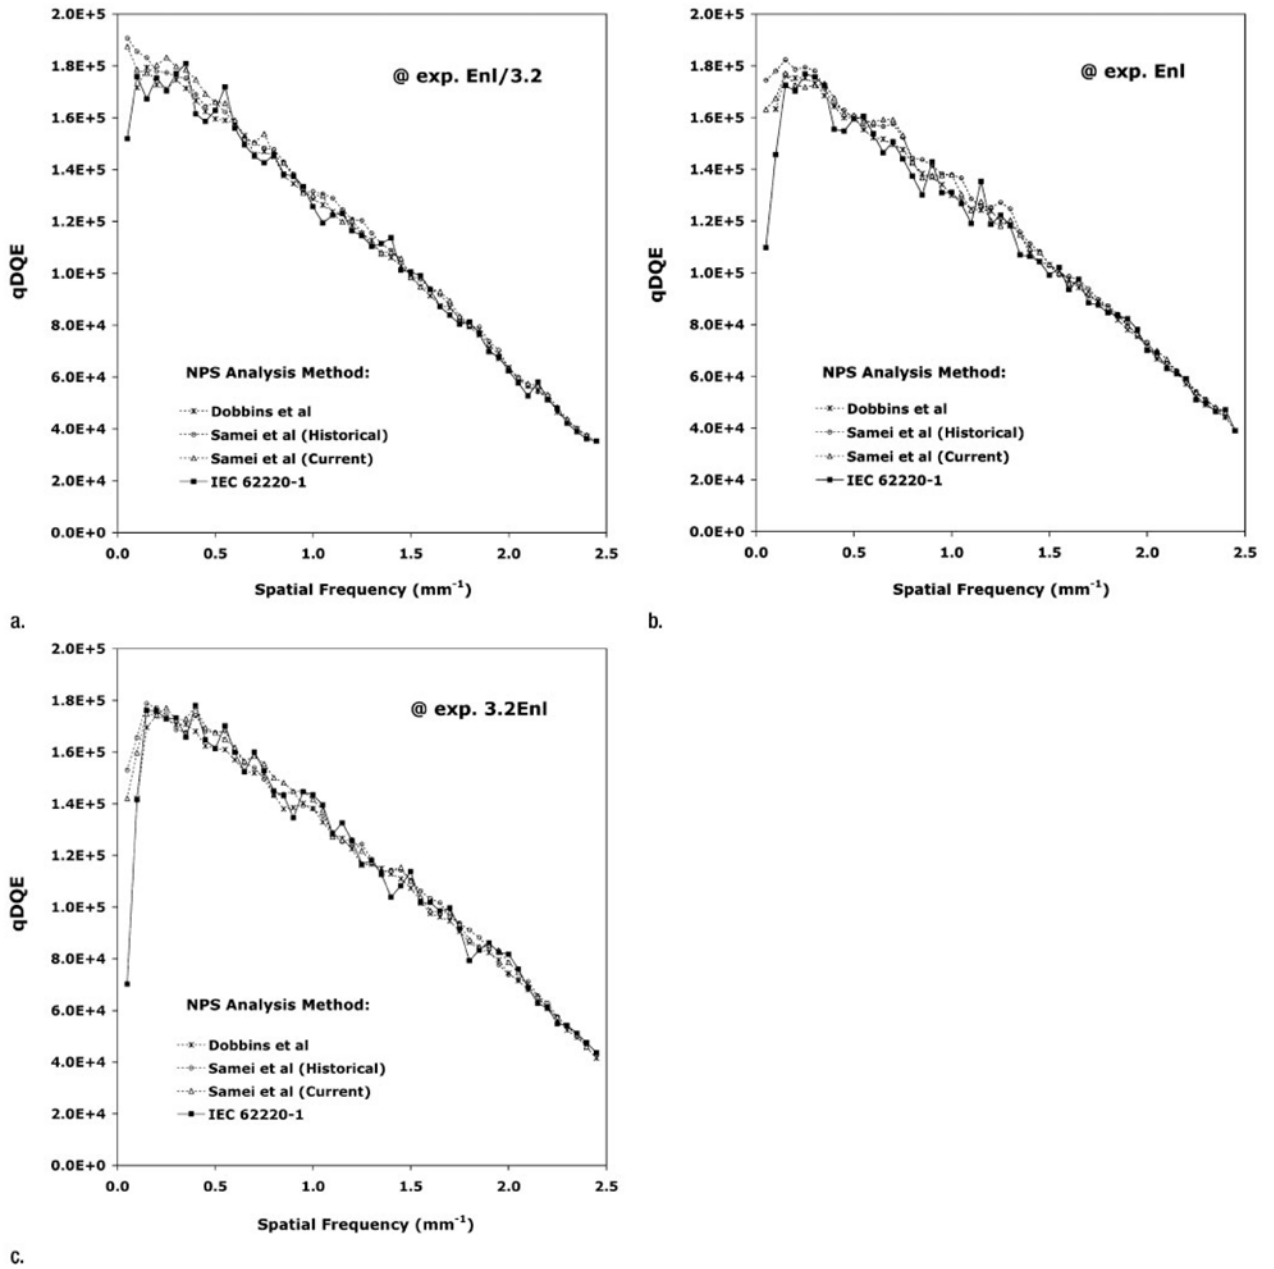 2.0E+5
1.8E+5
1.6E+5
1.4E+5
1.2E+5
1.0E+5
8.0E+4
6.0E+4
4.0E+4
2.0E+4
0.0E+0
qDQE
@ exp. Enl/3.2
NPS Analysis Method:
Dobbins et al
Samei et al (Historical)
Samei et al (Current)
IEC 62220-1
0.0 0.5 1.0 1.5 2.0 2.5
Spatial Frequency (mm-1)
a.
2.0E+5
1.8E+5
1.6E+5
1.4E+5
1.2E+5
1.0E+5
8.0E+4
6.0E+4
4.0E+4
2.0E+4
0.0E+0
qDQE
@ exp. Enl
NPS Analysis Method:
Dobbins et al
Samei et al (Historical)
Samei et al (Current)
IEC 62220-1
0.0 0.5 1.0 1.5 2.0 2.5
Spatial Frequency (mm-1)
b.
2.0E+5
1.8E+5
1.6E+5
1.4E+5
1.2E+5
1.0E+5
8.0E+4
6.0E+4
4.0E+4
2.0E+4
0.0E+0
qDQE
@ exp. 3.2Enl
NPS Analysis Method:
Dobbins et al
Samei et al (Historical)
Samei et al (Current)
IEC 62220-1
0.0 0.5 1.0 1.5 2.0 2.5
Spatial Frequency (mm-1)
c.